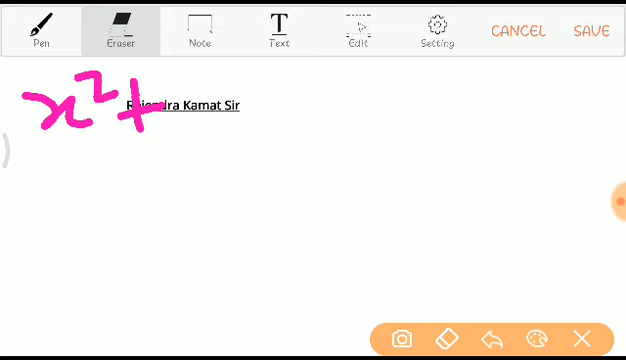 Pen Eraser Note Text Edit Setting CANCEL SAVE
x²+
Rajendra Kamat Sir